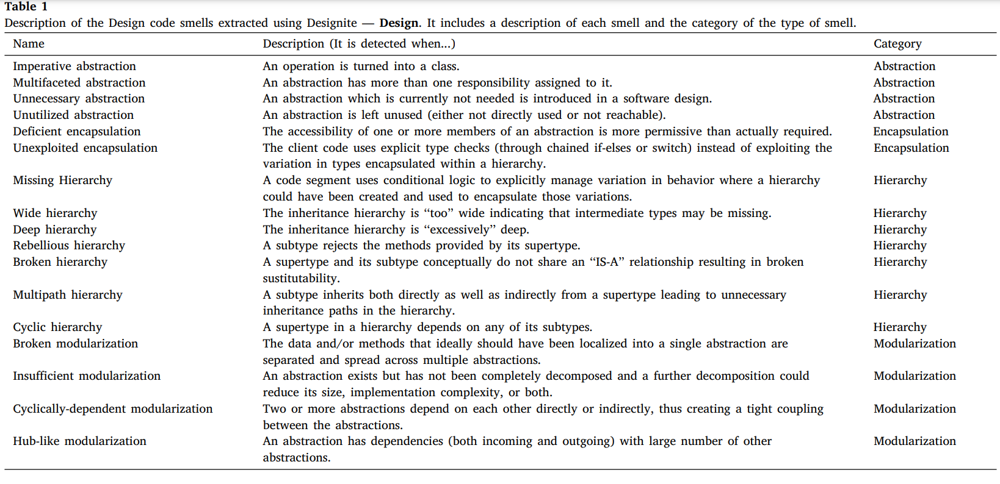 Table 1
Description of the Design code smells extracted using Designite — Design. It includes a description of each smell and the category of the type of smell.
Name Description (It is detected when...) Category
Imperative abstraction An operation is turned into a class. Abstraction
Multifaceted abstraction An abstraction has more than one responsibility assigned to it. Abstraction
Unnecessary abstraction An abstraction which is currently not needed is introduced in a software design. Abstraction
Unutilized abstraction An abstraction is left unused (either not directly used or not reachable). Abstraction
Deficient encapsulation The accessibility of one or more members of an abstraction is more permissive than actually required. Encapsulation
Unexploited encapsulation The client code uses explicit type checks (through chained if-elses or switch) instead of exploiting the Encapsulation
variation in types encapsulated within a hierarchy.
Missing Hierarchy A code segment uses conditional logic to explicitly manage variation in behavior where a hierarchy Hierarchy
could have been created and used to encapsulate those variations.
Wide hierarchy The inheritance hierarchy is “too” wide indicating that intermediate types may be missing. Hierarchy
Deep hierarchy The inheritance hierarchy is “excessively” deep. Hierarchy
Rebellious hierarchy A subtype rejects the methods provided by its supertype. Hierarchy
Broken hierarchy A supertype and its subtype conceptually do not share an “IS-A” relationship resulting in broken Hierarchy
sustitutability.
Multipath hierarchy A subtype inherits both directly as well as indirectly from a supertype leading to unnecessary Hierarchy
inheritance paths in the hierarchy.
Cyclic hierarchy A supertype in a hierarchy depends on any of its subtypes. Hierarchy
Broken modularization The data and/or methods that ideally should have been localized into a single abstraction are Modularization
separated and spread across multiple abstractions.
Insufficient modularization An abstraction exists but has not been completely decomposed and a further decomposition could Modularization
reduce its size, implementation complexity, or both.
Cyclically-dependent modularization Two or more abstractions depend on each other directly or indirectly, thus creating a tight coupling Modularization
between the abstractions.
Hub-like modularization An abstraction has dependencies (both incoming and outgoing) with large number of other Modularization
abstractions.